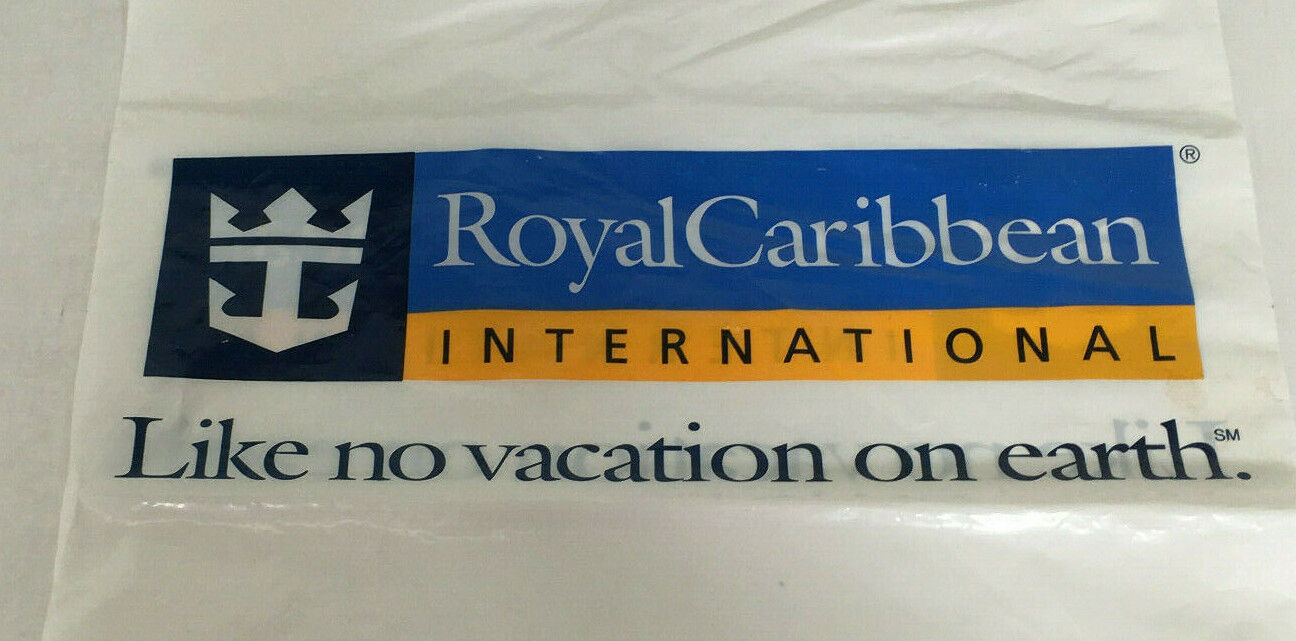 RoyalCaribbean®
INTERNATIONAL
Like no vacation on earth.℠